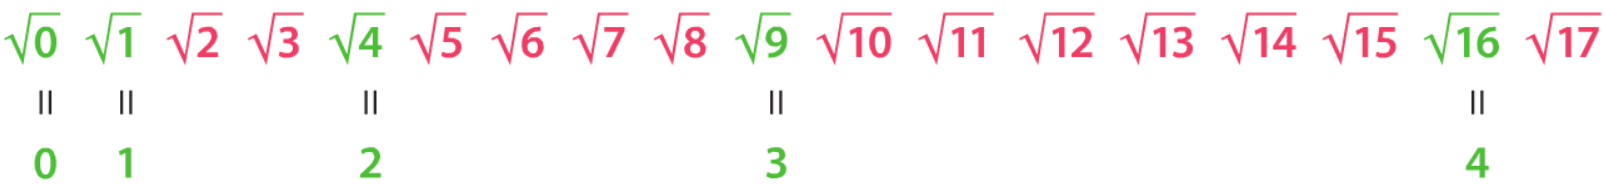 √0 √1 √2 √3 √4 √5 √6 √7 √8 √9 √10 √11 √12 √13 √14 √15 √16 √17
= = = = =
0 1 2 3 4